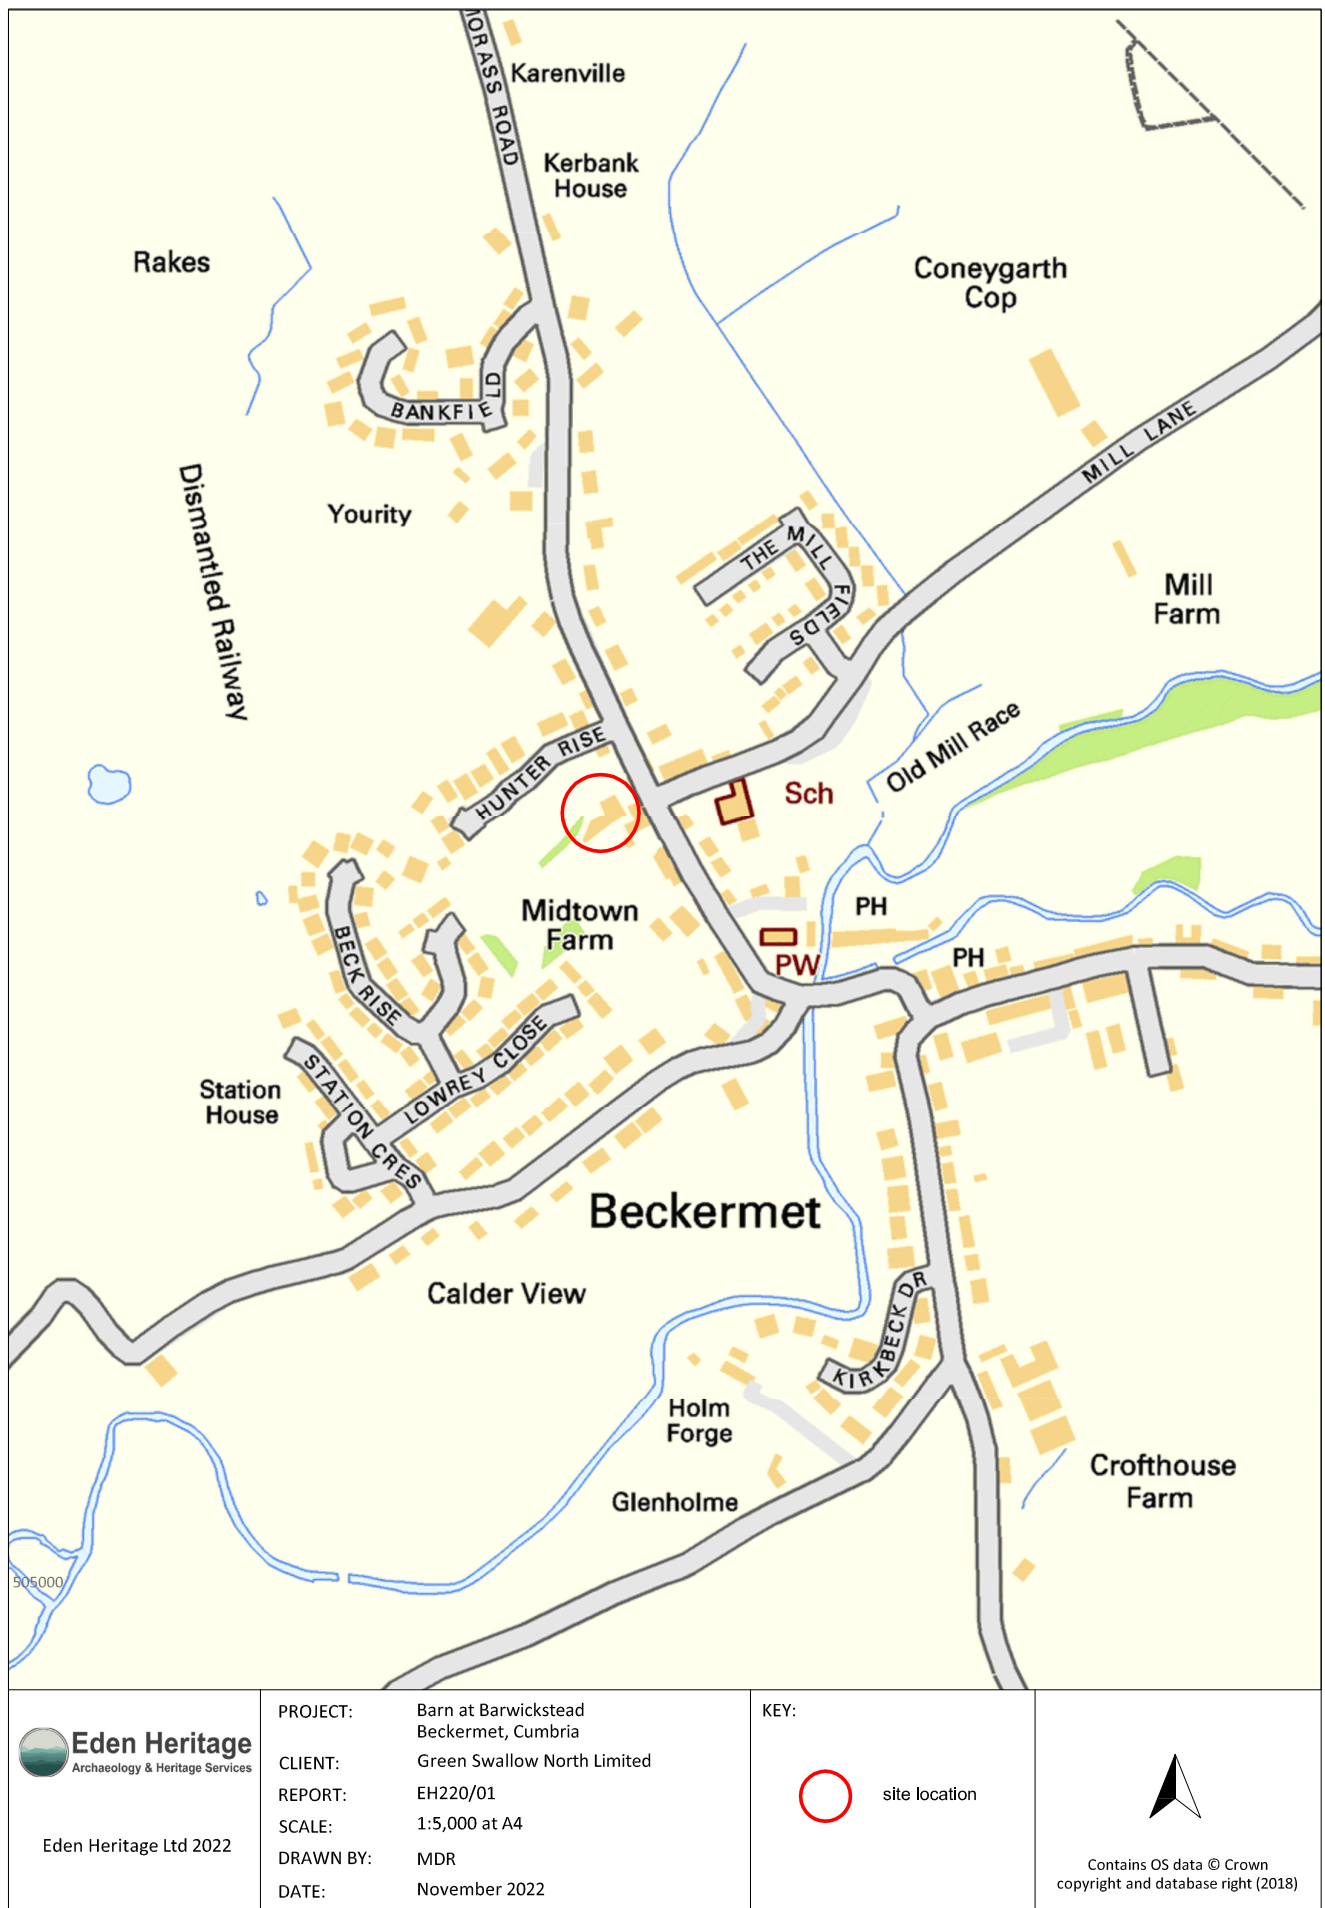 MORASS ROAD
Karenville
Kerbank
House
Rakes
Coneygarth
Cop
BANKFIELD
MILL LANE
Dismantled Railway
Yourity
THE MILL FIELDS
Mill
Farm
HUNTER RISE
Old Mill Race
Sch
Midtown
Farm
PH
PH
PW
BECK RISE
LOWREY CLOSE
STATION CRES
Station
House
Beckermet
Calder View
KIRKBECK DR
Holm
Forge
Glenholme
Crofthouse
Farm
505000
Eden Heritage
Archaeology & Heritage Services
Eden Heritage Ltd 2022
PROJECT: Barn at Barwickstead
Beckermet, Cumbria
CLIENT: Green Swallow North Limited
REPORT: EH220/01
SCALE: 1:5,000 at A4
DRAWN BY: MDR
DATE: November 2022
KEY:
site location
Contains OS data © Crown
copyright and database right (2018)